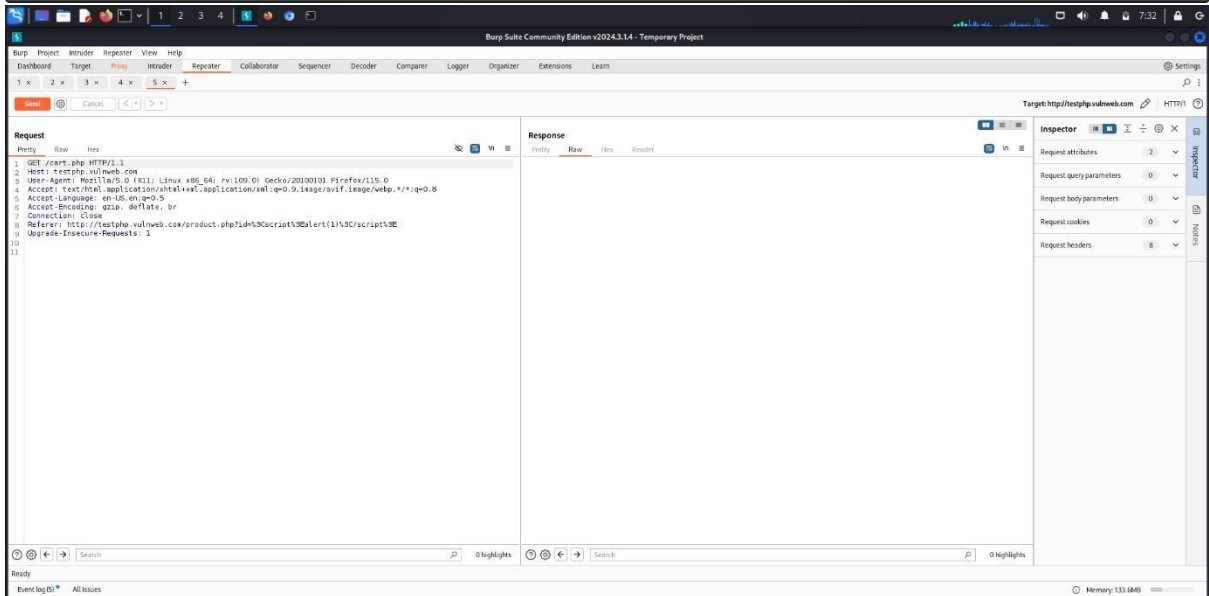 1 2 3 4 7:32
Burp Suite Community Edition v2024.3.1.4 - Temporary Project
Burp Project Intruder Repeater View Help
Dashboard Target Proxy Intruder Repeater Collaborator Sequencer Decoder Comparer Logger Organizer Extensions Learn Settings
1 × 2 × 3 × 4 × 5 × +
Send Cancel < > Target: http://testphp.vulnweb.com HTTP/1
Request
Pretty Raw Hex
1 GET /cart.php HTTP/1.1
2 Host: testphp.vulnweb.com
3 User-Agent: Mozilla/5.0 (X11; Linux x86_64; rv:109.0) Gecko/20100101 Firefox/115.0
4 Accept: text/html,application/xhtml+xml,application/xml;q=0.9,image/avif,image/webp,*/*;q=0.8
5 Accept-Language: en-US,en;q=0.5
6 Accept-Encoding: gzip, deflate, br
7 Connection: close
8 Referer: http://testphp.vulnweb.com/product.php?id=%3Cscript%3Ealert(1)%3C/script%3E
9 Upgrade-Insecure-Requests: 1
10
11
Search 0 highlights
Response
Pretty Raw Hex Render
Search 0 highlights
Inspector
Request attributes 2
Request query parameters 0
Request body parameters 0
Request cookies 0
Request headers 8
Inspector
Notes
Ready
Event log (5) All issues Memory: 133.6MB